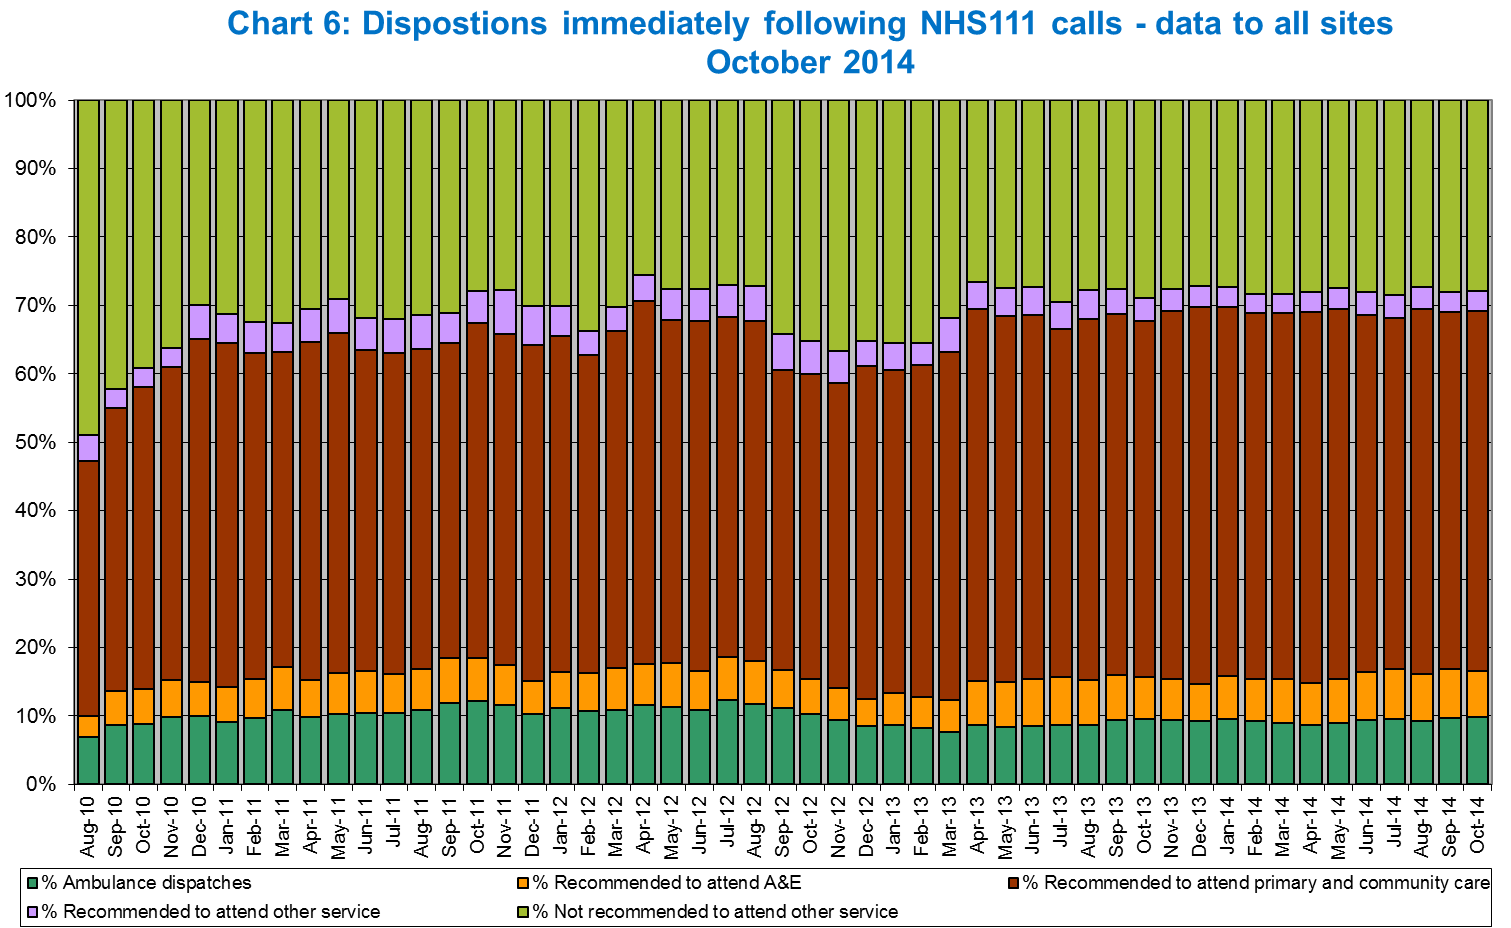 Chart 6: Dispostions immediately following NHS111 calls - data to all sites
October 2014
100%
90%
80%
70%
60%
50%
40%
30%
20%
10%
0%
Aug-10
Sep-10
Oct-10
Nov-10
Dec-10
Jan-11
Feb-11
Mar-11
Apr-11
May-11
Jun-11
Jul-11
Aug-11
Sep-11
Oct-11
Nov-11
Dec-11
Jan-12
Feb-12
Mar-12
Apr-12
May-12
Jun-12
Jul-12
Aug-12
Sep-12
Oct-12
Nov-12
Dec-12
Jan-13
Feb-13
Mar-13
Apr-13
May-13
Jun-13
Jul-13
Aug-13
Sep-13
Oct-13
Nov-13
Dec-13
Jan-14
Feb-14
Mar-14
Apr-14
May-14
Jun-14
Jul-14
Aug-14
Sep-14
Oct-14
% Ambulance dispatches
% Recommended to attend A&E
% Recommended to attend primary and community care
% Recommended to attend other service
% Not recommended to attend other service